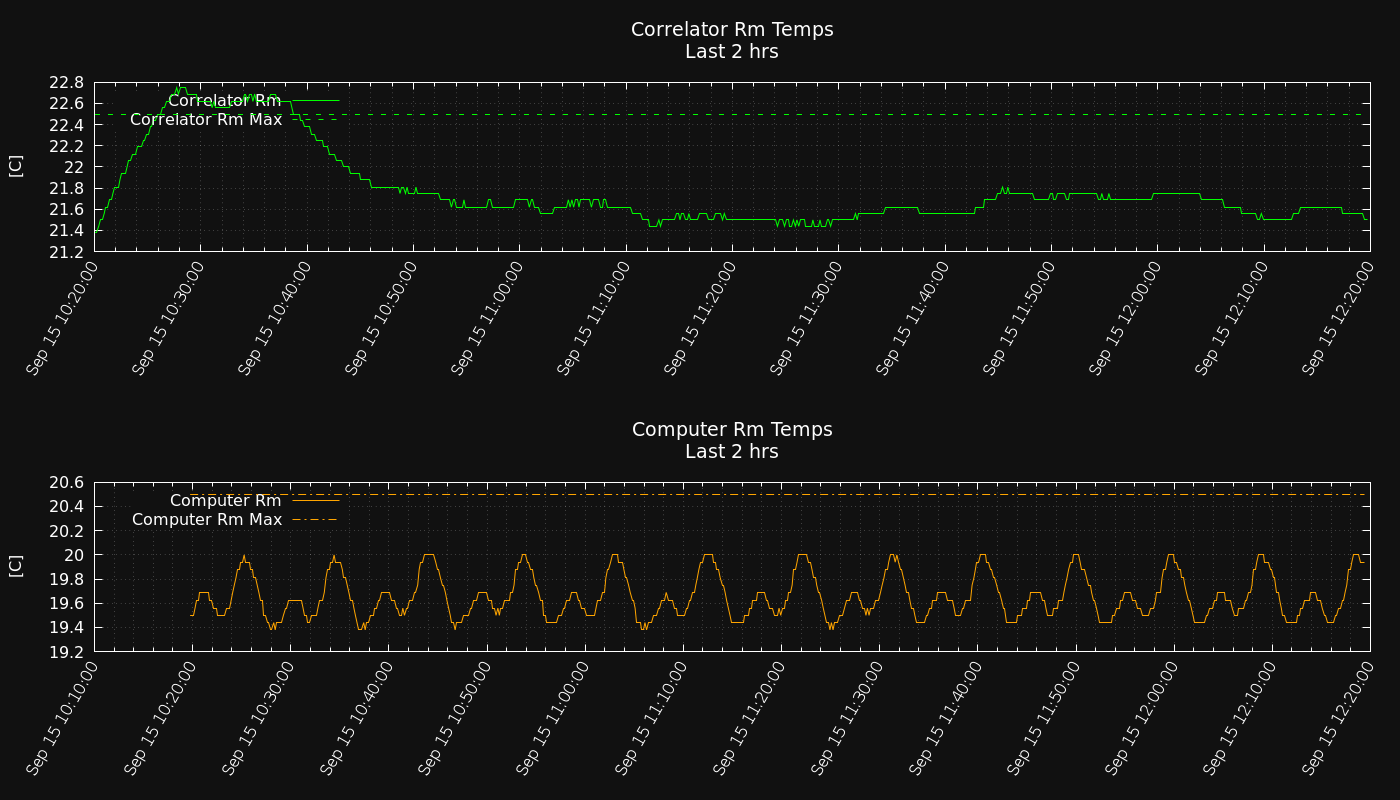 Correlator Rm Temps
Last 2 hrs
22.8
22.6
22.4
22.2
22
21.8
21.6
21.4
21.2
[C]
Correlator Rm
Correlator Rm Max
Sep 15 10:20:00
Sep 15 10:30:00
Sep 15 10:40:00
Sep 15 10:50:00
Sep 15 11:00:00
Sep 15 11:10:00
Sep 15 11:20:00
Sep 15 11:30:00
Sep 15 11:40:00
Sep 15 11:50:00
Sep 15 12:00:00
Sep 15 12:10:00
Sep 15 12:20:00
Computer Rm Temps
Last 2 hrs
20.6
20.4
20.2
20
19.8
19.6
19.4
19.2
[C]
Computer Rm
Computer Rm Max
Sep 15 10:10:00
Sep 15 10:20:00
Sep 15 10:30:00
Sep 15 10:40:00
Sep 15 10:50:00
Sep 15 11:00:00
Sep 15 11:10:00
Sep 15 11:20:00
Sep 15 11:30:00
Sep 15 11:40:00
Sep 15 11:50:00
Sep 15 12:00:00
Sep 15 12:10:00
Sep 15 12:20:00